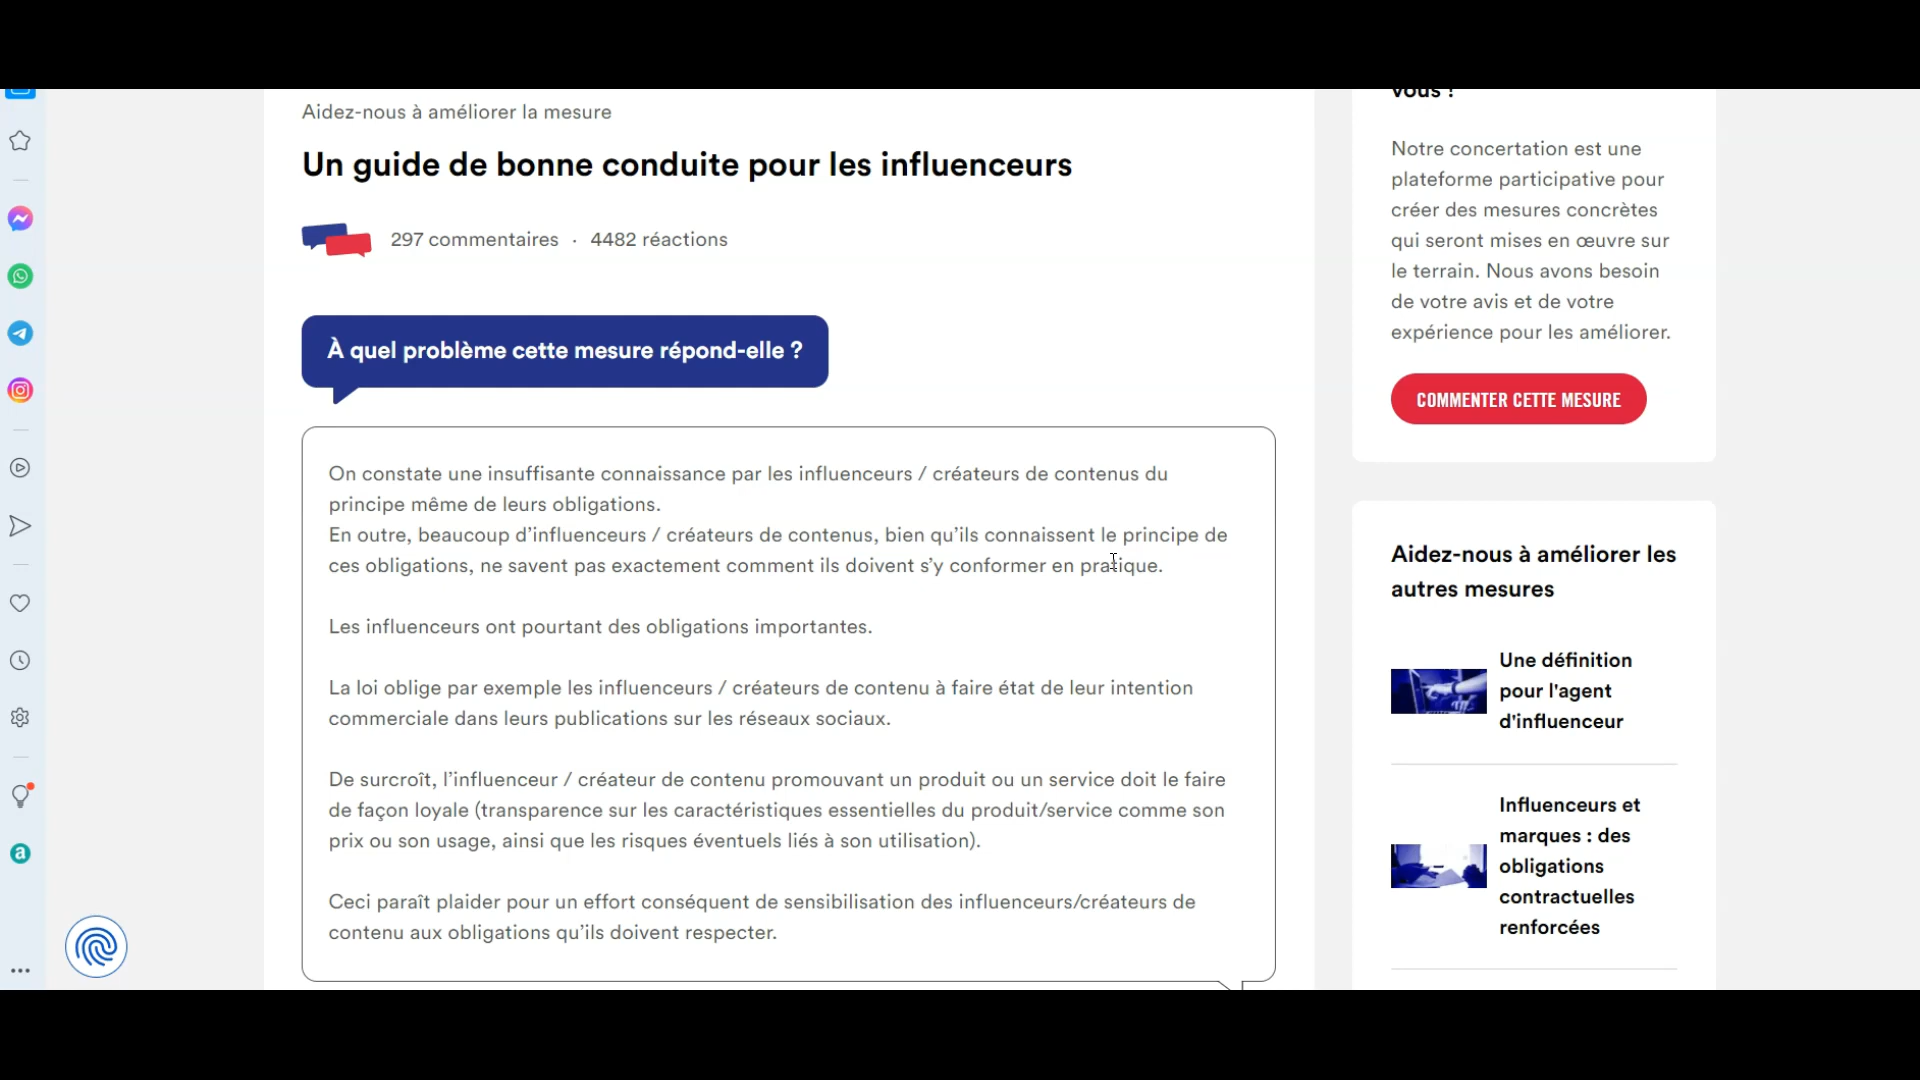 Aidez-nous à améliorer la mesure
Un guide de bonne conduite pour les influenceurs
297 commentaires · 4482 réactions
À quel problème cette mesure répond-elle ?
On constate une insuffisante connaissance par les influenceurs / créateurs de contenus du
principe même de leurs obligations.
En outre, beaucoup d’influenceurs / créateurs de contenus, bien qu’ils connaissent le principe de
ces obligations, ne savent pas exactement comment ils doivent s’y conformer en pratique.
Les influenceurs ont pourtant des obligations importantes.
La loi oblige par exemple les influenceurs / créateurs de contenu à faire état de leur intention
commerciale dans leurs publications sur les réseaux sociaux.
De surcroît, l’influenceur / créateur de contenu promouvant un produit ou un service doit le faire
de façon loyale (transparence sur les caractéristiques essentielles du produit/service comme son
prix ou son usage, ainsi que les risques éventuels liés à son utilisation).
Ceci paraît plaider pour un effort conséquent de sensibilisation des influenceurs/créateurs de
contenu aux obligations qu’ils doivent respecter.
vous !
Notre concertation est une
plateforme participative pour
créer des mesures concrètes
qui seront mises en œuvre sur
le terrain. Nous avons besoin
de votre avis et de votre
expérience pour les améliorer.
COMMENTER CETTE MESURE
Aidez-nous à améliorer les
autres mesures
Une définition
pour l'agent
d'influenceur
Influenceurs et
marques : des
obligations
contractuelles
renforcées
a